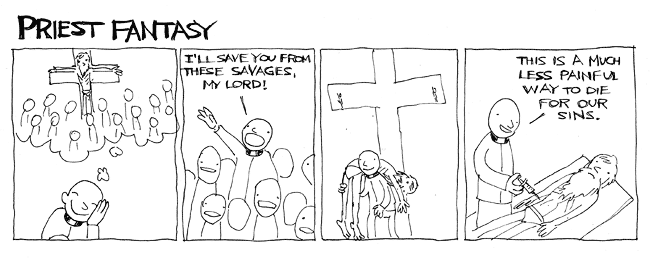 PRIEST FANTASY
I'LL SAVE YOU FROM
THESE SAVAGES,
MY LORD!
THIS IS A MUCH
LESS PAINFUL
WAY TO DIE
FOR OUR
SINS.